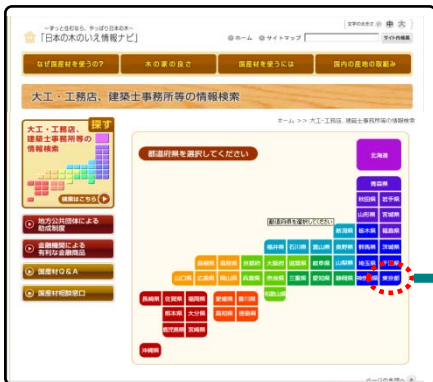 〜ずっと住むなら、やっぱり日本の木〜
「日本の木のいえ情報ナビ」
文字の大きさ 小 中 大
ホーム サイトマップ サイト内検索
なぜ国産材を使うの? 木の家の良さ 国産材を使うには 国内の産地の取組み
大工・工務店、建築士事務所等の情報検索
ホーム >> 大工・工務店、建築士事務所等の情報検索
大工・工務店、
建築士事務所等の
情報検索
探す
検索はこちら
地方公共団体による
助成制度
金融機関による
有利な金融商品
国産材Q&A
国産材相談窓口
都道府県を選択してください
北海道
青森県
秋田県 岩手県
山形県 宮城県
都道府県を選択してください
新潟県 栃木県 福島県
福井県 石川県 富山県 長野県 群馬県 茨城県
島根県 鳥取県 京都府 大阪府 滋賀県 岐阜県 山梨県 埼玉県
山口県 広島県 岡山県 兵庫県 奈良県 三重県 愛知県 静岡県 神奈川県 東京都
和歌山県
長崎県 佐賀県 福岡県 愛媛県 香川県
熊本県 大分県 高知県 徳島県
鹿児島県 宮崎県
沖縄県
ページの先頭へ